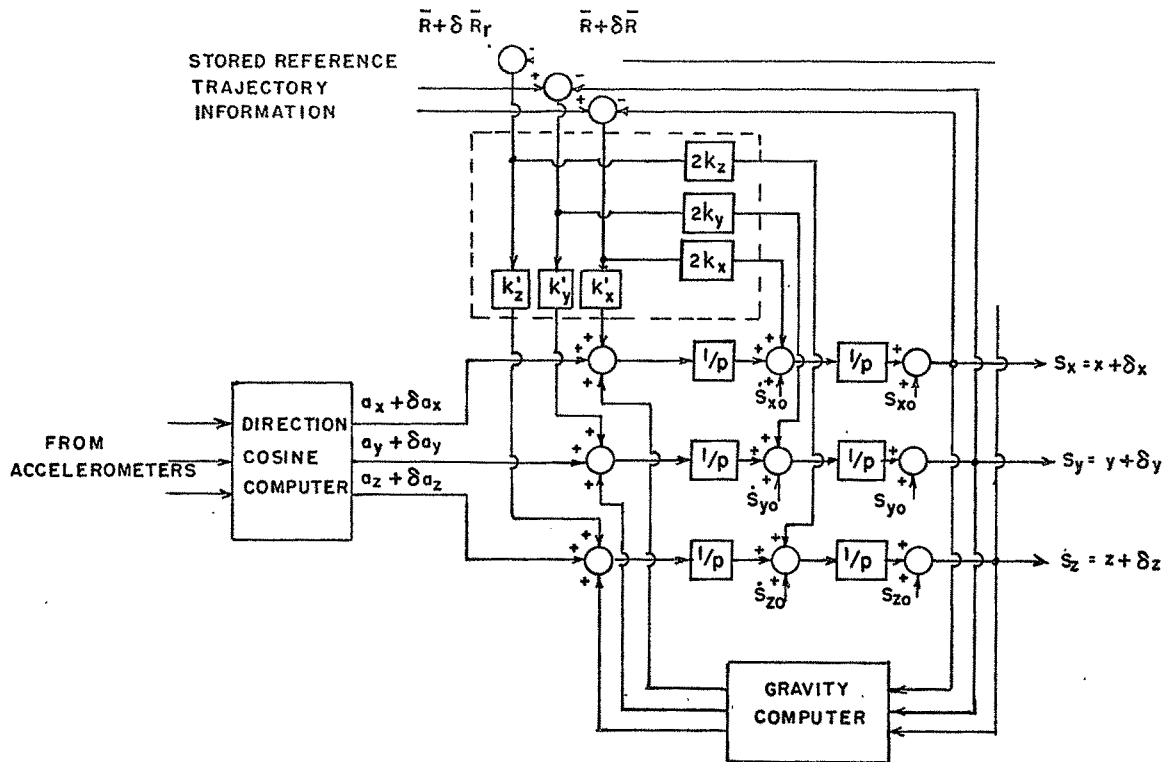 R̄ + δ R̄r
R̄ + δR̄
STORED REFERENCE
TRAJECTORY
INFORMATION
- + - + -
2kz
2ky
2kx
k'z
k'y
k'x
+ + + 1/p + + + 1/p + +
Ṡxo
Sxo
Sx = x + δx
DIRECTION
COSINE
COMPUTER
FROM
ACCELEROMETERS
ax + δax
ay + δay
az + δaz
+ + + 1/p + + + 1/p + +
Ṡyo
Syo
Sy = y + δy
+ + + 1/p + + + 1/p + +
Ṡzo
Szo
Sz = z + δz
GRAVITY
COMPUTER